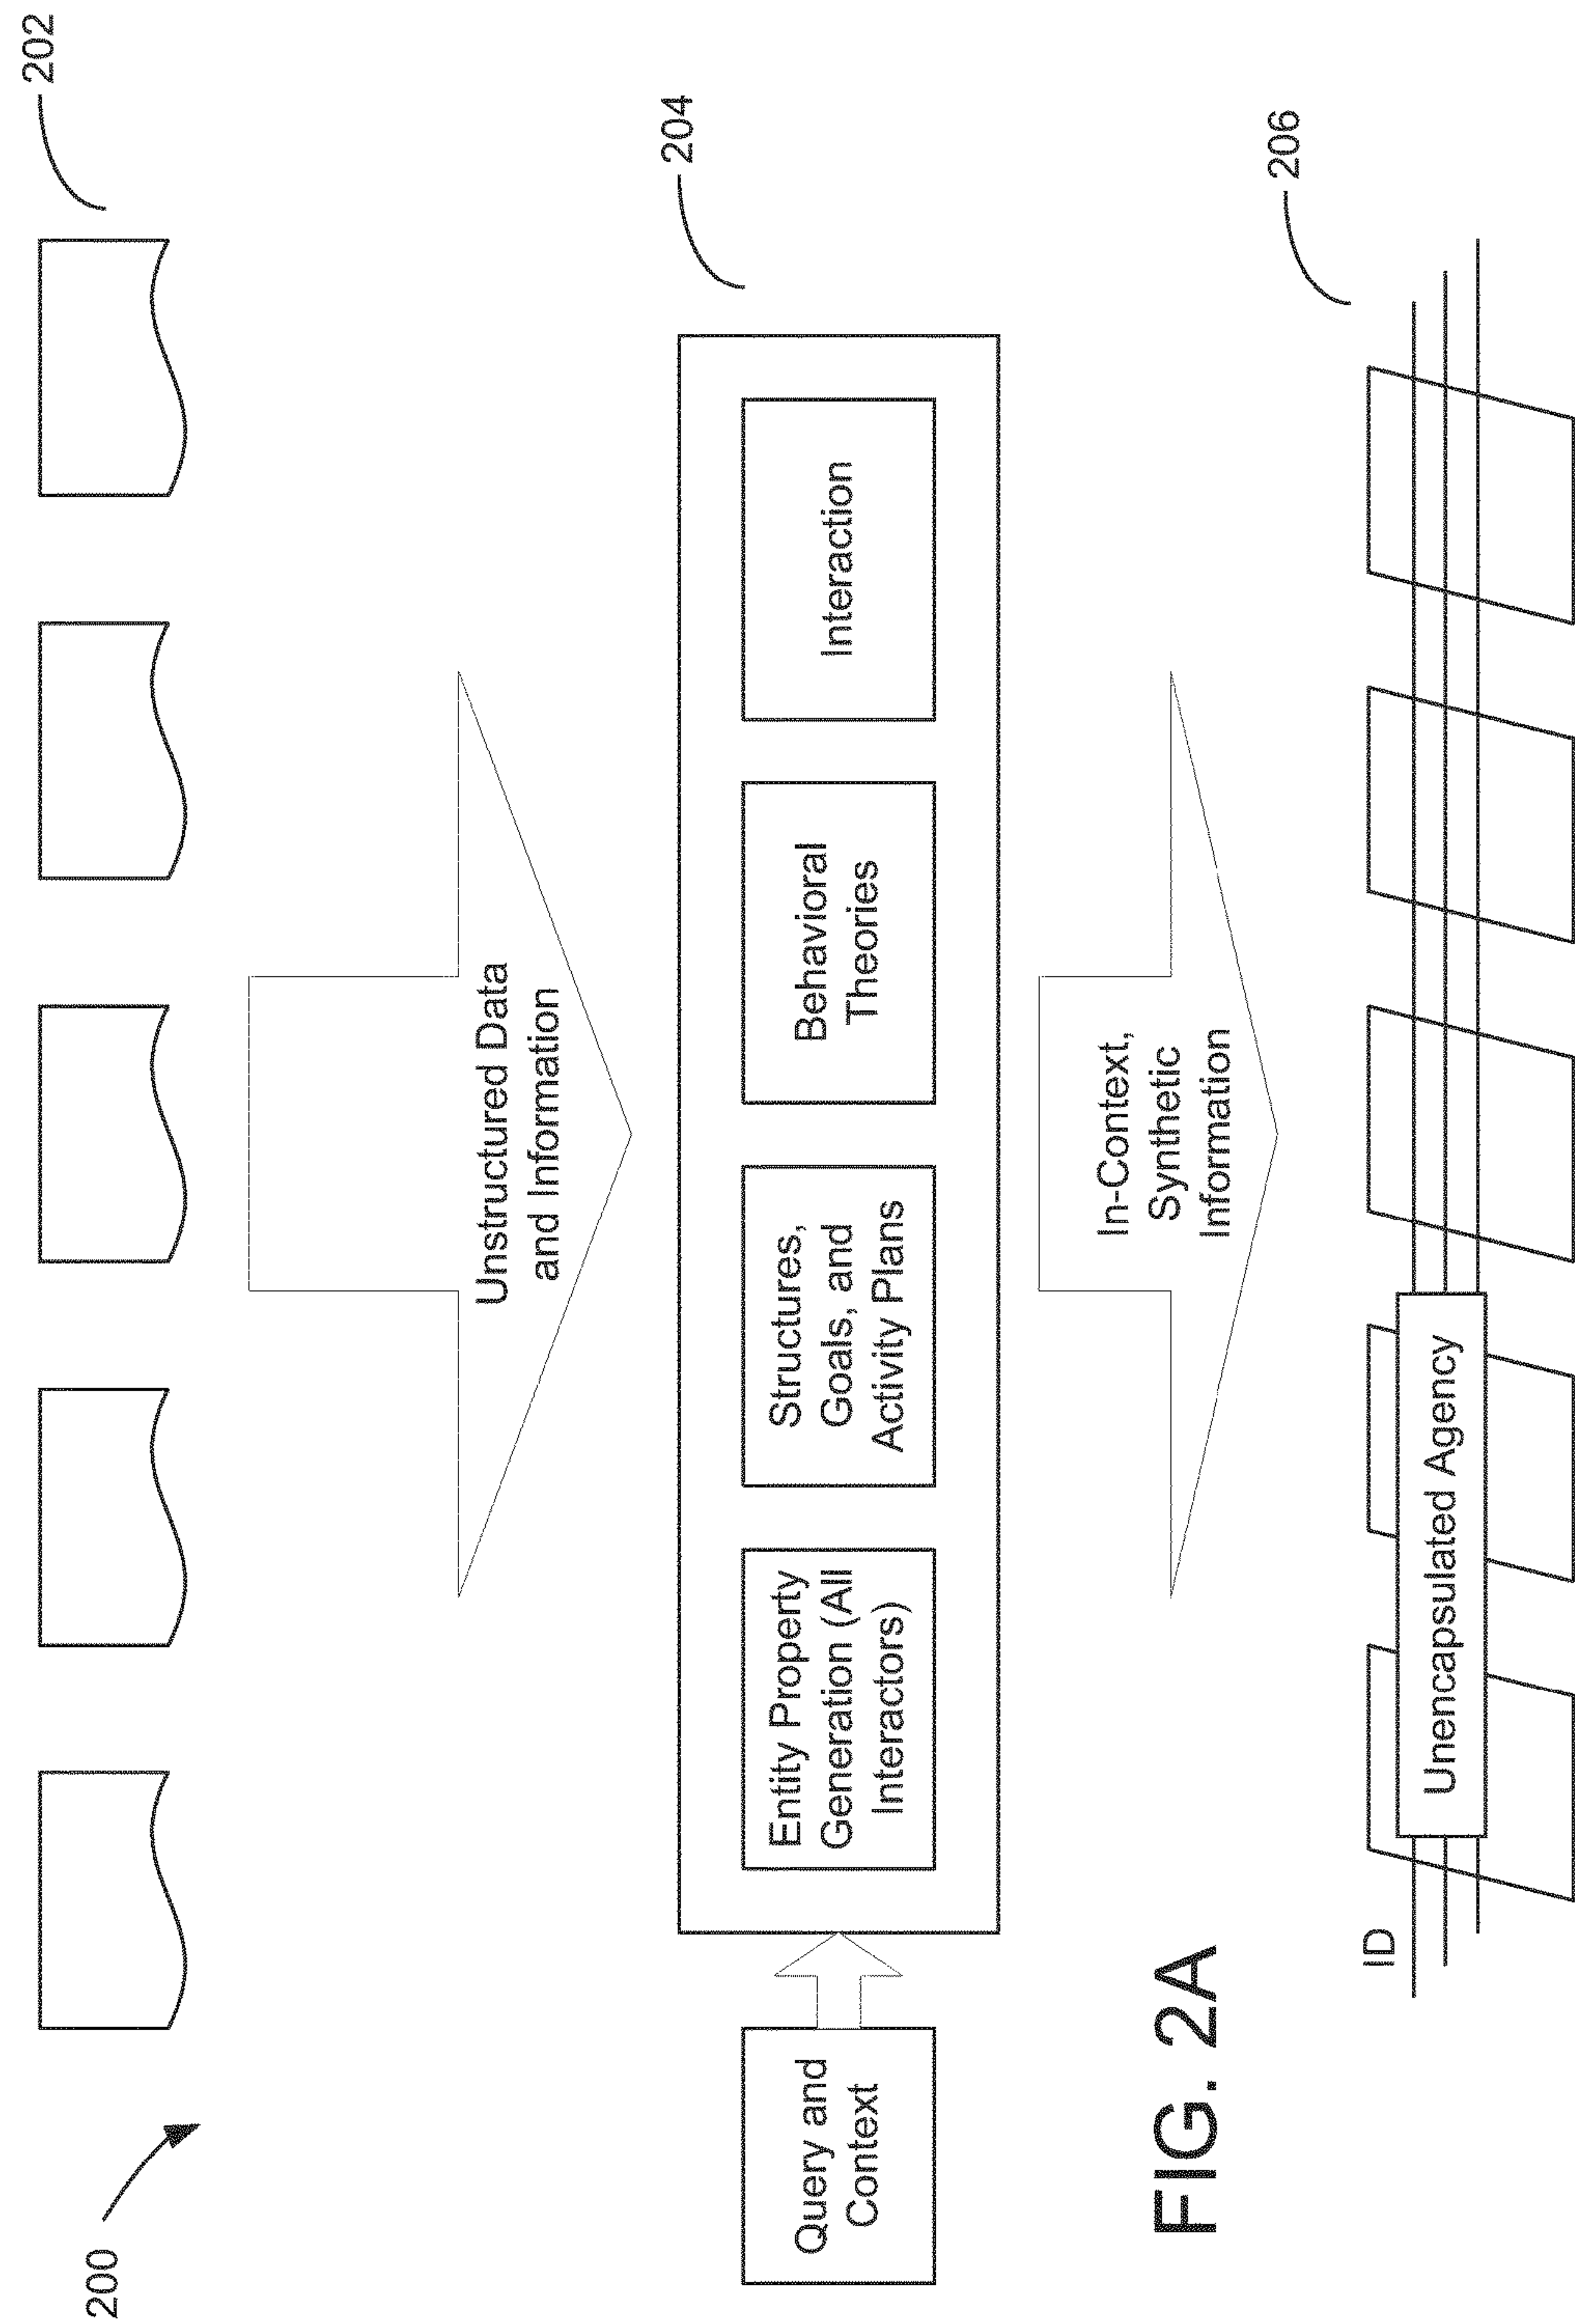 200
202
Unstructured Data
and Information
204
Query and
Context
Entity Property
Generation (All
Interactors)
Structures,
Goals, and
Activity Plans
Behavioral
Theories
Interaction
In-Context,
Synthetic
Information
206
ID
Unencapsulated Agency
FIG. 2A